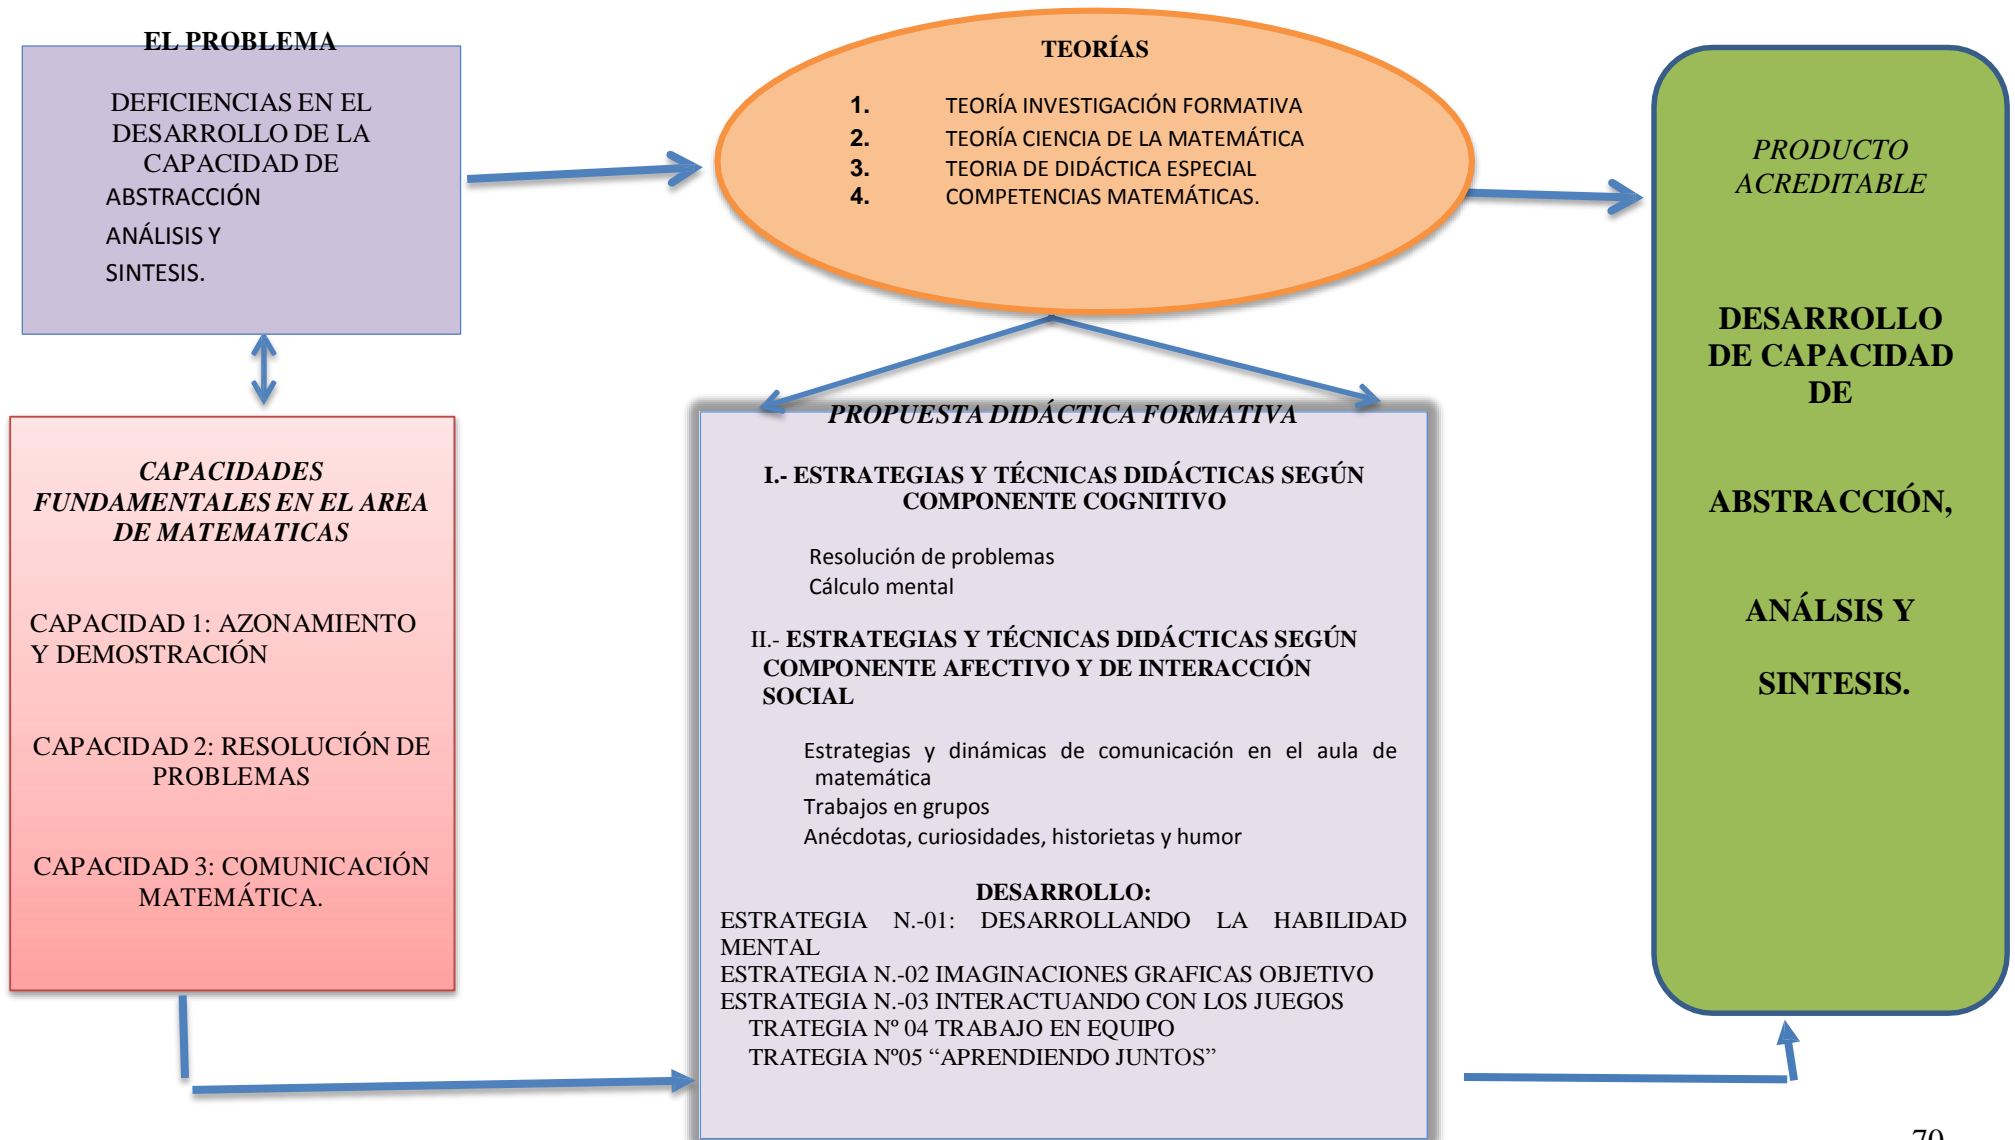 EL PROBLEMA
DEFICIENCIAS EN EL
DESARROLLO DE LA
CAPACIDAD DE
ABSTRACCIÓN
ANÁLISIS Y
SINTESIS.
TEORÍAS
1. TEORÍA INVESTIGACIÓN FORMATIVA
2. TEORÍA CIENCIA DE LA MATEMÁTICA
3. TEORIA DE DIDÁCTICA ESPECIAL
4. COMPETENCIAS MATEMÁTICAS.
PRODUCTO
ACREDITABLE
DESARROLLO
DE CAPACIDAD
DE
ABSTRACCIÓN,
ANÁLSIS Y
SINTESIS.
CAPACIDADES
FUNDAMENTALES EN EL AREA
DE MATEMATICAS
CAPACIDAD 1: AZONAMIENTO
Y DEMOSTRACIÓN
CAPACIDAD 2: RESOLUCIÓN DE
PROBLEMAS
CAPACIDAD 3: COMUNICACIÓN
MATEMÁTICA.
PROPUESTA DIDÁCTICA FORMATIVA
I.- ESTRATEGIAS Y TÉCNICAS DIDÁCTICAS SEGÚN
COMPONENTE COGNITIVO
Resolución de problemas
Cálculo mental
II.- ESTRATEGIAS Y TÉCNICAS DIDÁCTICAS SEGÚN
COMPONENTE AFECTIVO Y DE INTERACCIÓN
SOCIAL
Estrategias y dinámicas de comunicación en el aula de
matemática
Trabajos en grupos
Anécdotas, curiosidades, historietas y humor
DESARROLLO:
ESTRATEGIA N.-01: DESARROLLANDO LA HABILIDAD
MENTAL
ESTRATEGIA N.-02 IMAGINACIONES GRAFICAS OBJETIVO
ESTRATEGIA N.-03 INTERACTUANDO CON LOS JUEGOS
TRATEGIA Nº 04 TRABAJO EN EQUIPO
TRATEGIA Nº05 “APRENDIENDO JUNTOS”